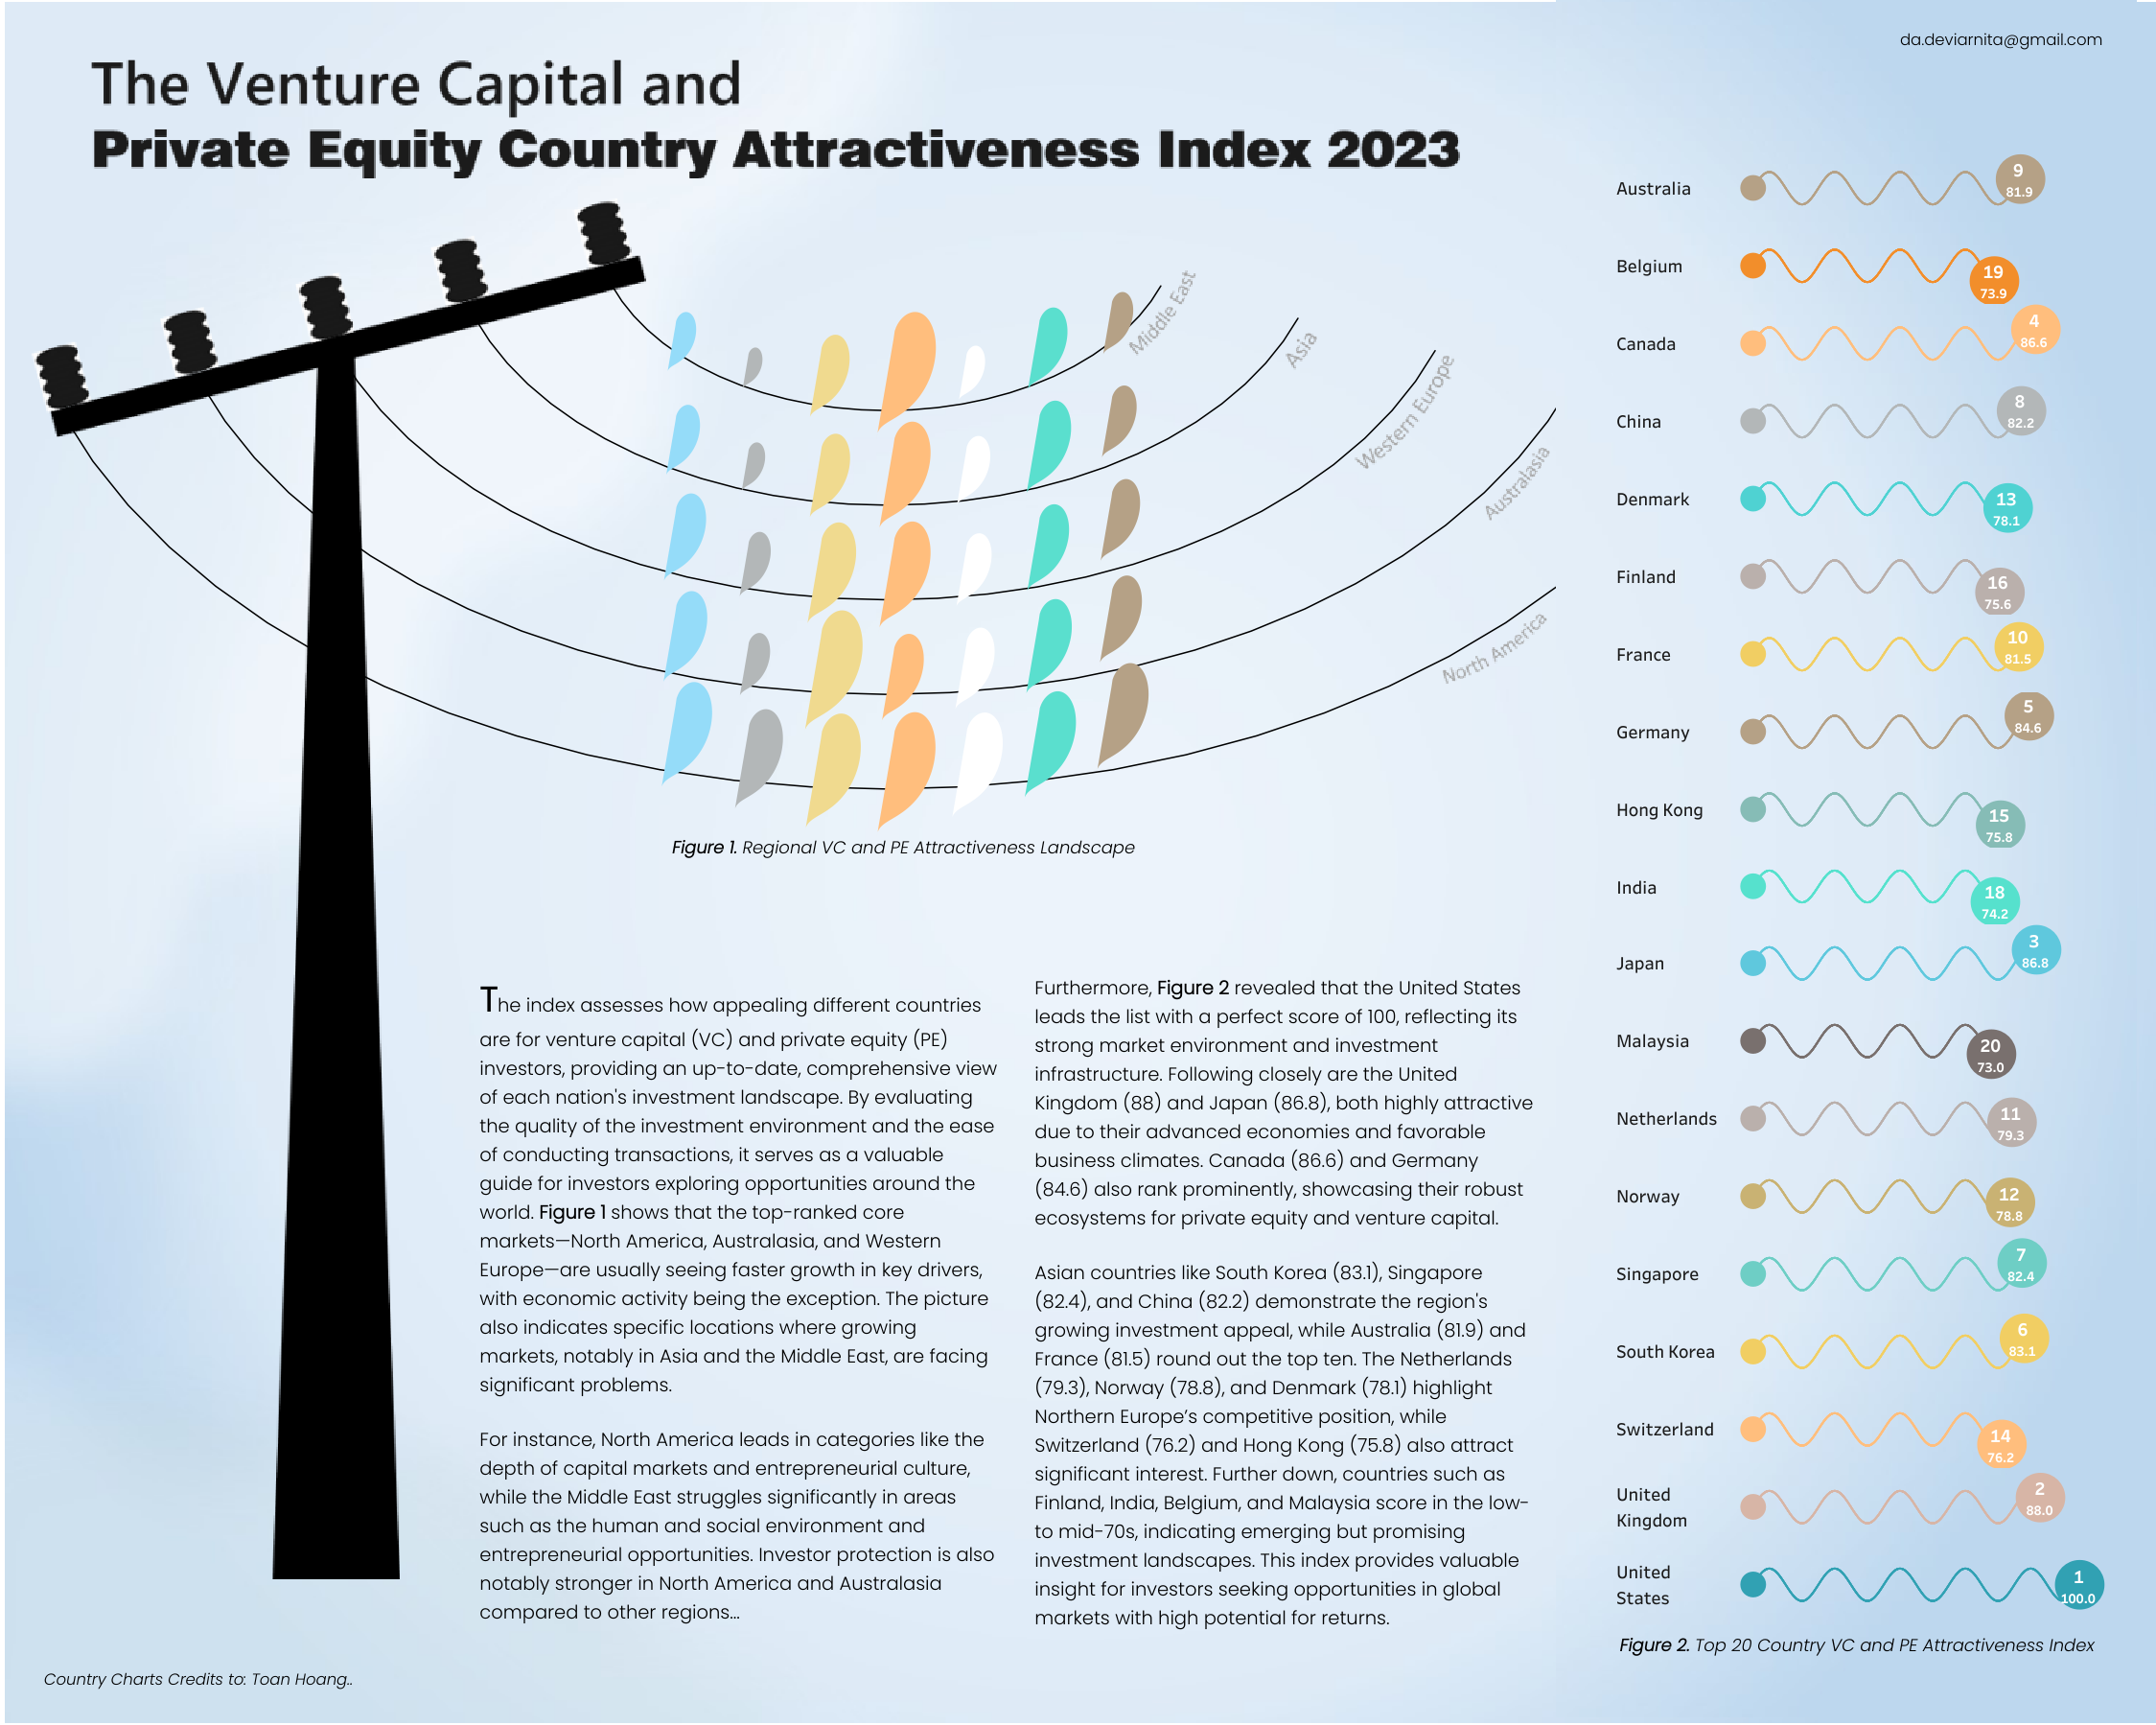 da.deviarnita@gmail.com
The Venture Capital and
Private Equity Country Attractiveness Index 2023
Middle East
Asia
Western Europe
Australasia
North America
Figure 1. Regional VC and PE Attractiveness Landscape
The index assesses how appealing different countries
are for venture capital (VC) and private equity (PE)
investors, providing an up-to-date, comprehensive view
of each nation's investment landscape. By evaluating
the quality of the investment environment and the ease
of conducting transactions, it serves as a valuable
guide for investors exploring opportunities around the
world. Figure 1 shows that the top-ranked core
markets—North America, Australasia, and Western
Europe—are usually seeing faster growth in key drivers,
with economic activity being the exception. The picture
also indicates specific locations where growing
markets, notably in Asia and the Middle East, are facing
significant problems.
For instance, North America leads in categories like the
depth of capital markets and entrepreneurial culture,
while the Middle East struggles significantly in areas
such as the human and social environment and
entrepreneurial opportunities. Investor protection is also
notably stronger in North America and Australasia
compared to other regions...
Furthermore, Figure 2 revealed that the United States
leads the list with a perfect score of 100, reflecting its
strong market environment and investment
infrastructure. Following closely are the United
Kingdom (88) and Japan (86.8), both highly attractive
due to their advanced economies and favorable
business climates. Canada (86.6) and Germany
(84.6) also rank prominently, showcasing their robust
ecosystems for private equity and venture capital.
Asian countries like South Korea (83.1), Singapore
(82.4), and China (82.2) demonstrate the region's
growing investment appeal, while Australia (81.9) and
France (81.5) round out the top ten. The Netherlands
(79.3), Norway (78.8), and Denmark (78.1) highlight
Northern Europe’s competitive position, while
Switzerland (76.2) and Hong Kong (75.8) also attract
significant interest. Further down, countries such as
Finland, India, Belgium, and Malaysia score in the low-
to mid-70s, indicating emerging but promising
investment landscapes. This index provides valuable
insight for investors seeking opportunities in global
markets with high potential for returns.
Australia
9
81.9
Belgium
19
73.9
Canada
4
86.6
China
8
82.2
Denmark
13
78.1
Finland
16
75.6
France
10
81.5
Germany
5
84.6
Hong Kong
15
75.8
India
18
74.2
Japan
3
86.8
Malaysia
20
73.0
Netherlands
11
79.3
Norway
12
78.8
Singapore
7
82.4
South Korea
6
83.1
Switzerland
14
76.2
United
Kingdom
2
88.0
United
States
1
100.0
Figure 2. Top 20 Country VC and PE Attractiveness Index
Country Charts Credits to: Toan Hoang..